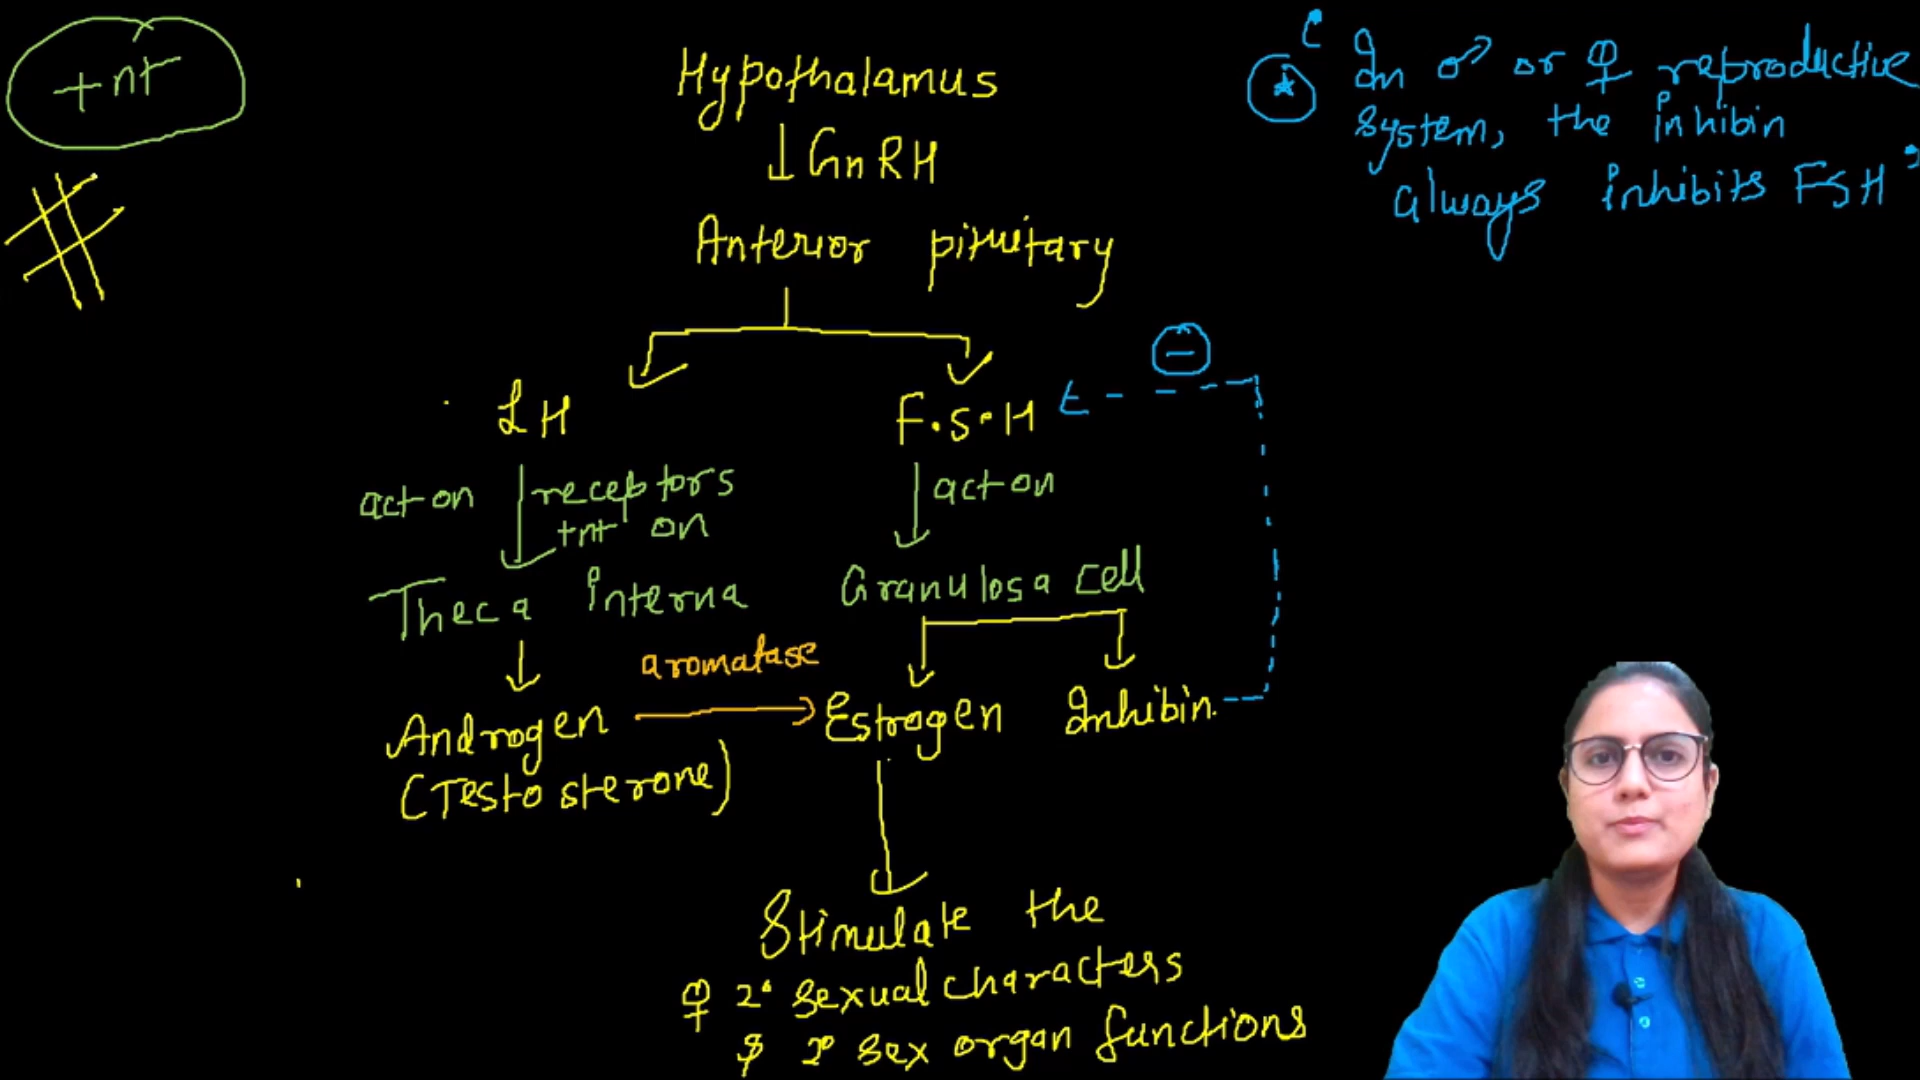 +nt
Hypothalamus
GnRH
Anterior pituitary
In ♂ or ♀ reproductive
system, the inhibin
always inhibits FSH
LH
F.S.H
act on receptors
tnt on
act on
Theca interna
Granulosa cell
aromatase
Androgen
(Testosterone)
Estrogen
Inhibin
Stimulate the
♀ 2° sexual characters
2° sex organ functions